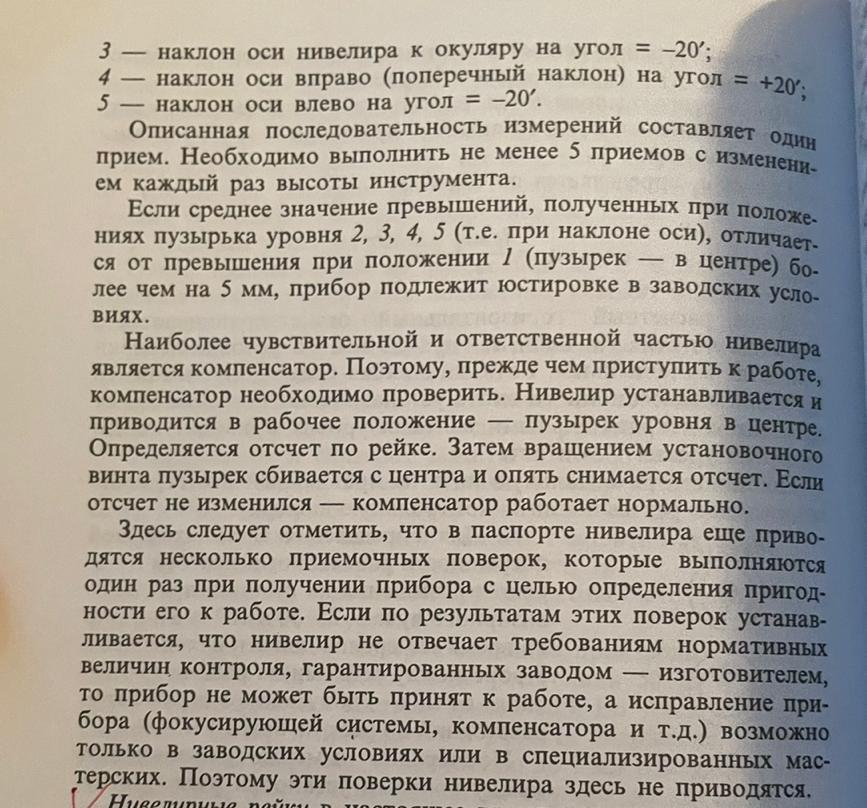 3 — наклон оси нивелира к окуляру на угол = –20′;
4 — наклон оси вправо (поперечный наклон) на угол = +20′;
5 — наклон оси влево на угол = –20′.
Описанная последовательность измерений составляет один
прием. Необходимо выполнить не менее 5 приемов с изменени-
ем каждый раз высоты инструмента.
Если среднее значение превышений, полученных при положе-
ниях пузырька уровня 2, 3, 4, 5 (т.е. при наклоне оси), отличает-
ся от превышения при положении 1 (пузырек — в центре) бо-
лее чем на 5 мм, прибор подлежит юстировке в заводских усло-
виях.
Наиболее чувствительной и ответственной частью нивелира
является компенсатор. Поэтому, прежде чем приступить к работе,
компенсатор необходимо проверить. Нивелир устанавливается и
приводится в рабочее положение — пузырек уровня в центре.
Определяется отсчет по рейке. Затем вращением установочного
винта пузырек сбивается с центра и опять снимается отсчет. Если
отсчет не изменился — компенсатор работает нормально.
Здесь следует отметить, что в паспорте нивелира еще приво-
дятся несколько приемочных поверок, которые выполняются
один раз при получении прибора с целью определения пригод-
ности его к работе. Если по результатам этих поверок устанав-
ливается, что нивелир не отвечает требованиям нормативных
величин контроля, гарантированных заводом — изготовителем,
то прибор не может быть принят к работе, а исправление при-
бора (фокусирующей системы, компенсатора и т.д.) возможно
только в заводских условиях или в специализированных мас-
терских. Поэтому эти поверки нивелира здесь не приводятся.
Нивелирные рейки в настоящее